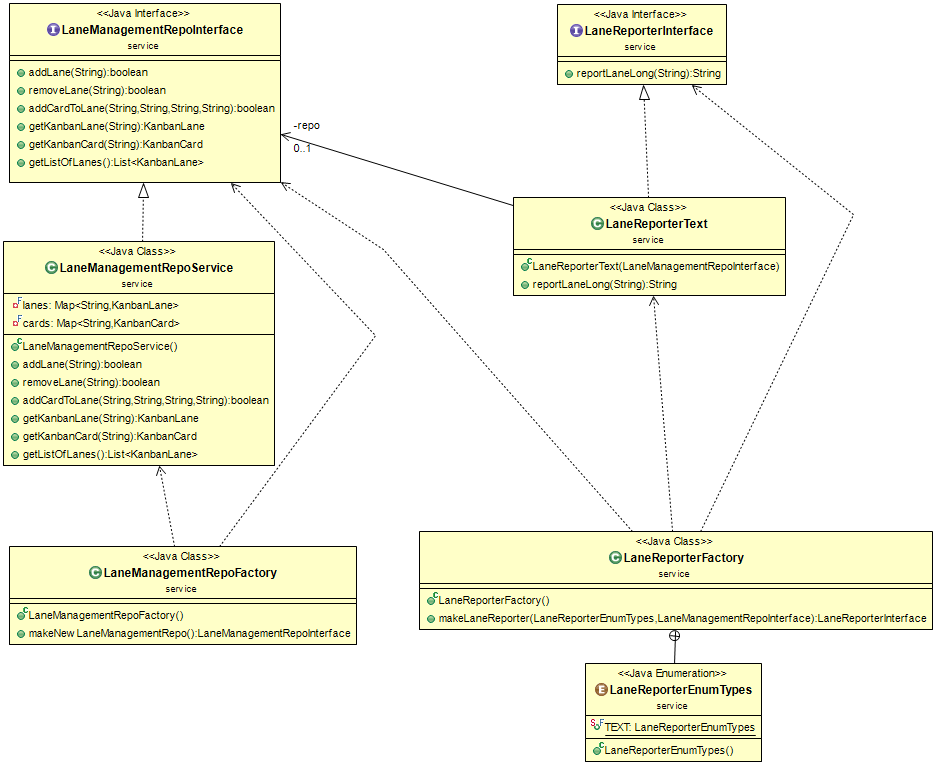 <<Java Interface>>
LaneManagementRepoInterface
service
addLane(String):boolean
removeLane(String):boolean
addCardToLane(String,String,String,String):boolean
getKanbanLane(String):KanbanLane
getKanbanCard(String):KanbanCard
getListOfLanes():List<KanbanLane>
<<Java Interface>>
LaneReporterInterface
service
reportLaneLong(String):String
-repo
0..1
<<Java Class>>
LaneReporterText
service
LaneReporterText(LaneManagementRepoInterface)
reportLaneLong(String):String
<<Java Class>>
LaneManagementRepoService
service
lanes: Map<String,KanbanLane>
cards: Map<String,KanbanCard>
LaneManagementRepoService()
addLane(String):boolean
removeLane(String):boolean
addCardToLane(String,String,String,String):boolean
getKanbanLane(String):KanbanLane
getKanbanCard(String):KanbanCard
getListOfLanes():List<KanbanLane>
<<Java Class>>
LaneManagementRepoFactory
service
LaneManagementRepoFactory()
makeNew LaneManagementRepo():LaneManagementRepoInterface
<<Java Class>>
LaneReporterFactory
service
LaneReporterFactory()
makeLaneReporter(LaneReporterEnumTypes,LaneManagementRepoInterface):LaneReporterInterface
<<Java Enumeration>>
LaneReporterEnumTypes
service
TEXT: LaneReporterEnumTypes
LaneReporterEnumTypes()